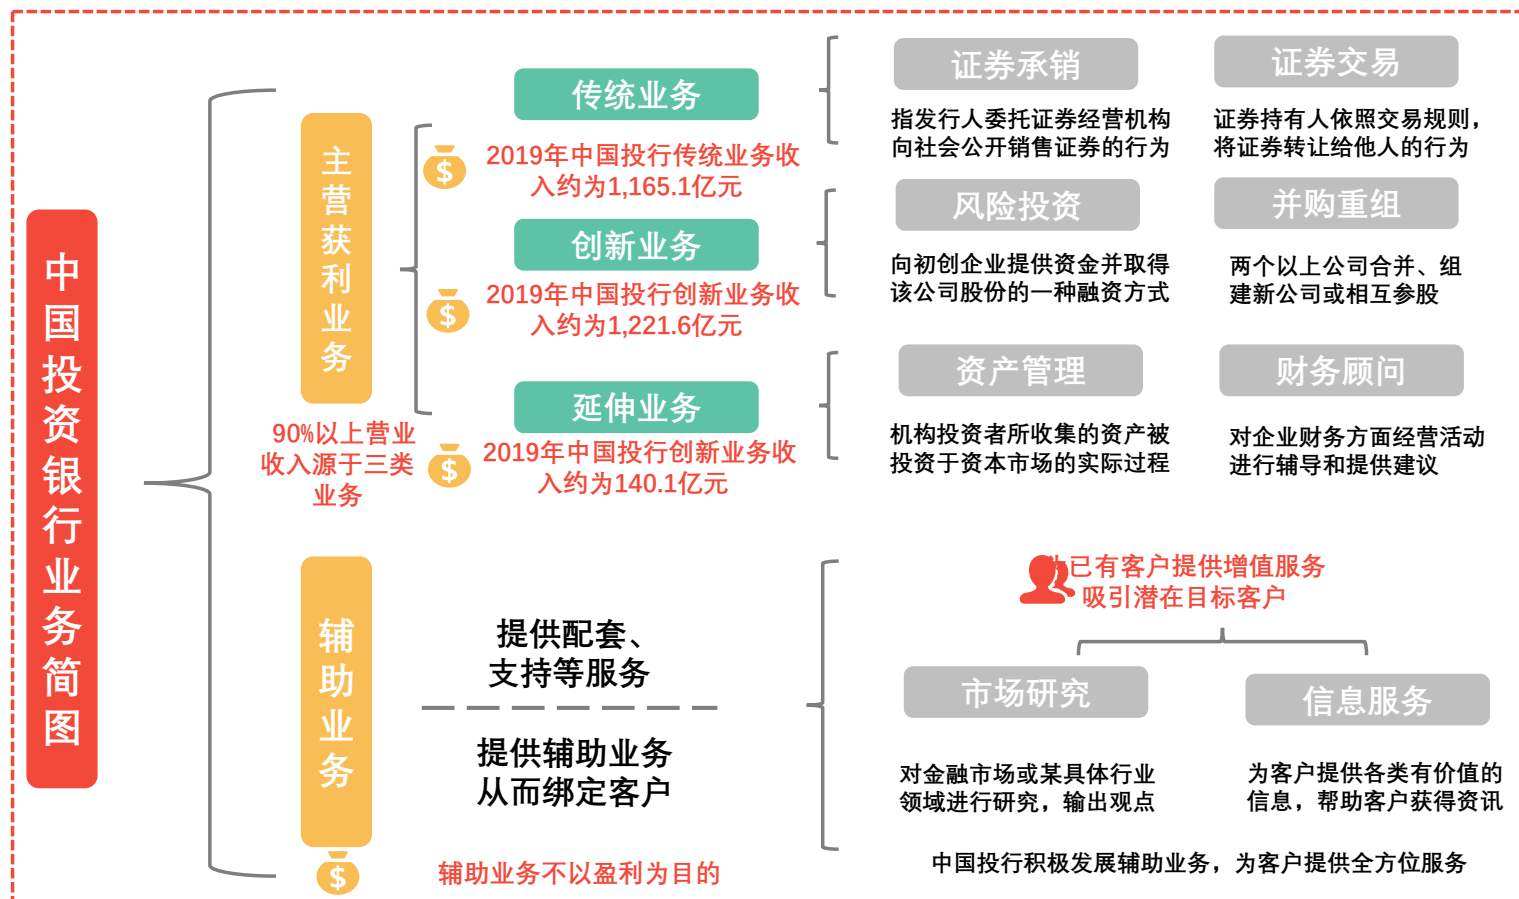 中国投资银行业务简图
主营获利业务
90%以上营业
收入源于三类
业务
传统业务
2019年中国投行传统业务收
入约为1,165.1亿元
证券承销
指发行人委托证券经营机构
向社会公开销售证券的行为
证券交易
证券持有人依照交易规则，
将证券转让给他人的行为
创新业务
2019年中国投行创新业务收
入约为1,221.6亿元
风险投资
向初创企业提供资金并取得
该公司股份的一种融资方式
并购重组
两个以上公司合并、组
建新公司或相互参股
延伸业务
2019年中国投行创新业务收
入约为140.1亿元
资产管理
机构投资者所收集的资产被
投资于资本市场的实际过程
财务顾问
对企业财务方面经营活动
进行辅导和提供建议
辅助业务
提供配套、
支持等服务
提供辅助业务
从而绑定客户
辅助业务不以盈利为目的
已有客户提供增值服务
吸引潜在目标客户
市场研究
对金融市场或某具体行业
领域进行研究，输出观点
信息服务
为客户提供各类有价值的
信息，帮助客户获得资讯
中国投行积极发展辅助业务，为客户提供全方位服务